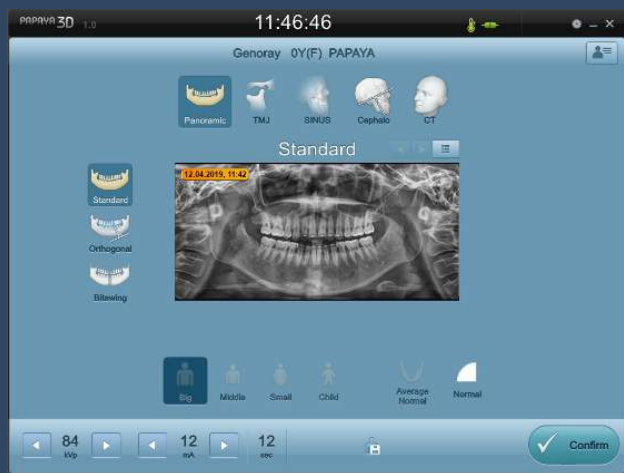 PAPAYA 3D 1.0 11:46:46
Genoray 0Y(F) PAPAYA
Panoramic TMJ SINUS Cephalo CT
Standard
12.04.2019, 11:42
Standard
Orthogonal
Bitewing
Big Middle Small Child Average Normal Normal
84 kVp 12 mA 12 sec Confirm